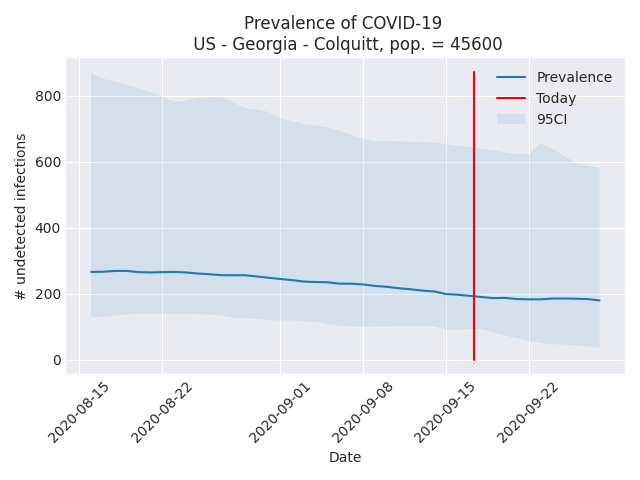 Prevalence of COVID-19
US - Georgia - Colquitt, pop. = 45600
Prevalence
Today
95CI
# undetected infections
800
600
400
200
0
2020-08-15
2020-08-22
2020-09-01
2020-09-08
2020-09-15
2020-09-22
Date